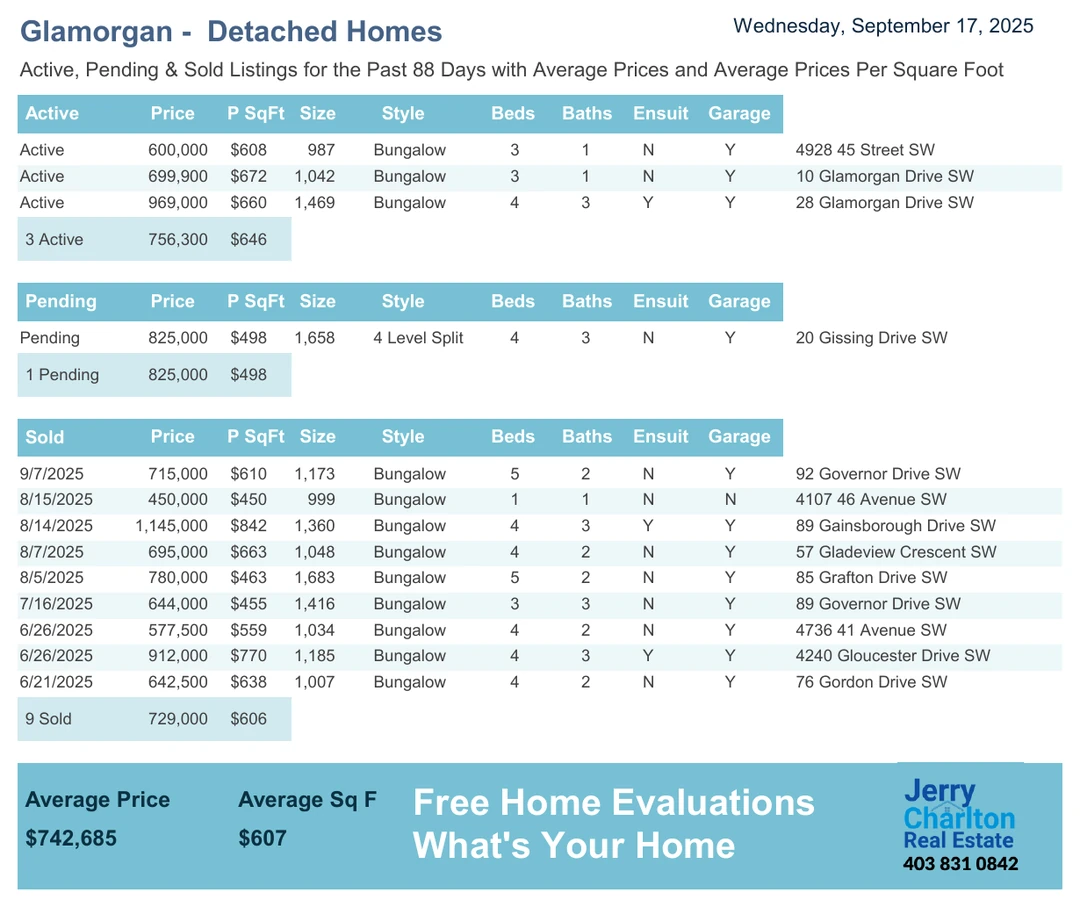 Glamorgan -  Detached Homes
Wednesday, September 17, 2025
Active, Pending & Sold Listings for the Past 88 Days with Average Prices and Average Prices Per Square Foot
Active Price P SqFt Size Style Beds Baths Ensuit Garage
Active 600,000 $608 987 Bungalow 3 1 N Y 4928 45 Street SW
Active 699,900 $672 1,042 Bungalow 3 1 N Y 10 Glamorgan Drive SW
Active 969,000 $660 1,469 Bungalow 4 3 Y Y 28 Glamorgan Drive SW
3 Active 756,300 $646
Pending Price P SqFt Size Style Beds Baths Ensuit Garage
Pending 825,000 $498 1,658 4 Level Split 4 3 N Y 20 Gissing Drive SW
1 Pending 825,000 $498
Sold Price P SqFt Size Style Beds Baths Ensuit Garage
9/7/2025 715,000 $610 1,173 Bungalow 5 2 N Y 92 Governor Drive SW
8/15/2025 450,000 $450 999 Bungalow 1 1 N N 4107 46 Avenue SW
8/14/2025 1,145,000 $842 1,360 Bungalow 4 3 Y Y 89 Gainsborough Drive SW
8/7/2025 695,000 $663 1,048 Bungalow 4 2 N Y 57 Gladeview Crescent SW
8/5/2025 780,000 $463 1,683 Bungalow 5 2 N Y 85 Grafton Drive SW
7/16/2025 644,000 $455 1,416 Bungalow 3 3 N Y 89 Governor Drive SW
6/26/2025 577,500 $559 1,034 Bungalow 4 2 N Y 4736 41 Avenue SW
6/26/2025 912,000 $770 1,185 Bungalow 4 3 Y Y 4240 Gloucester Drive SW
6/21/2025 642,500 $638 1,007 Bungalow 4 2 N Y 76 Gordon Drive SW
9 Sold 729,000 $606
Average Price Average Sq F
$742,685 $607
Free Home Evaluations
What's Your Home
Jerry
Charlton
Real Estate
403 831 0842